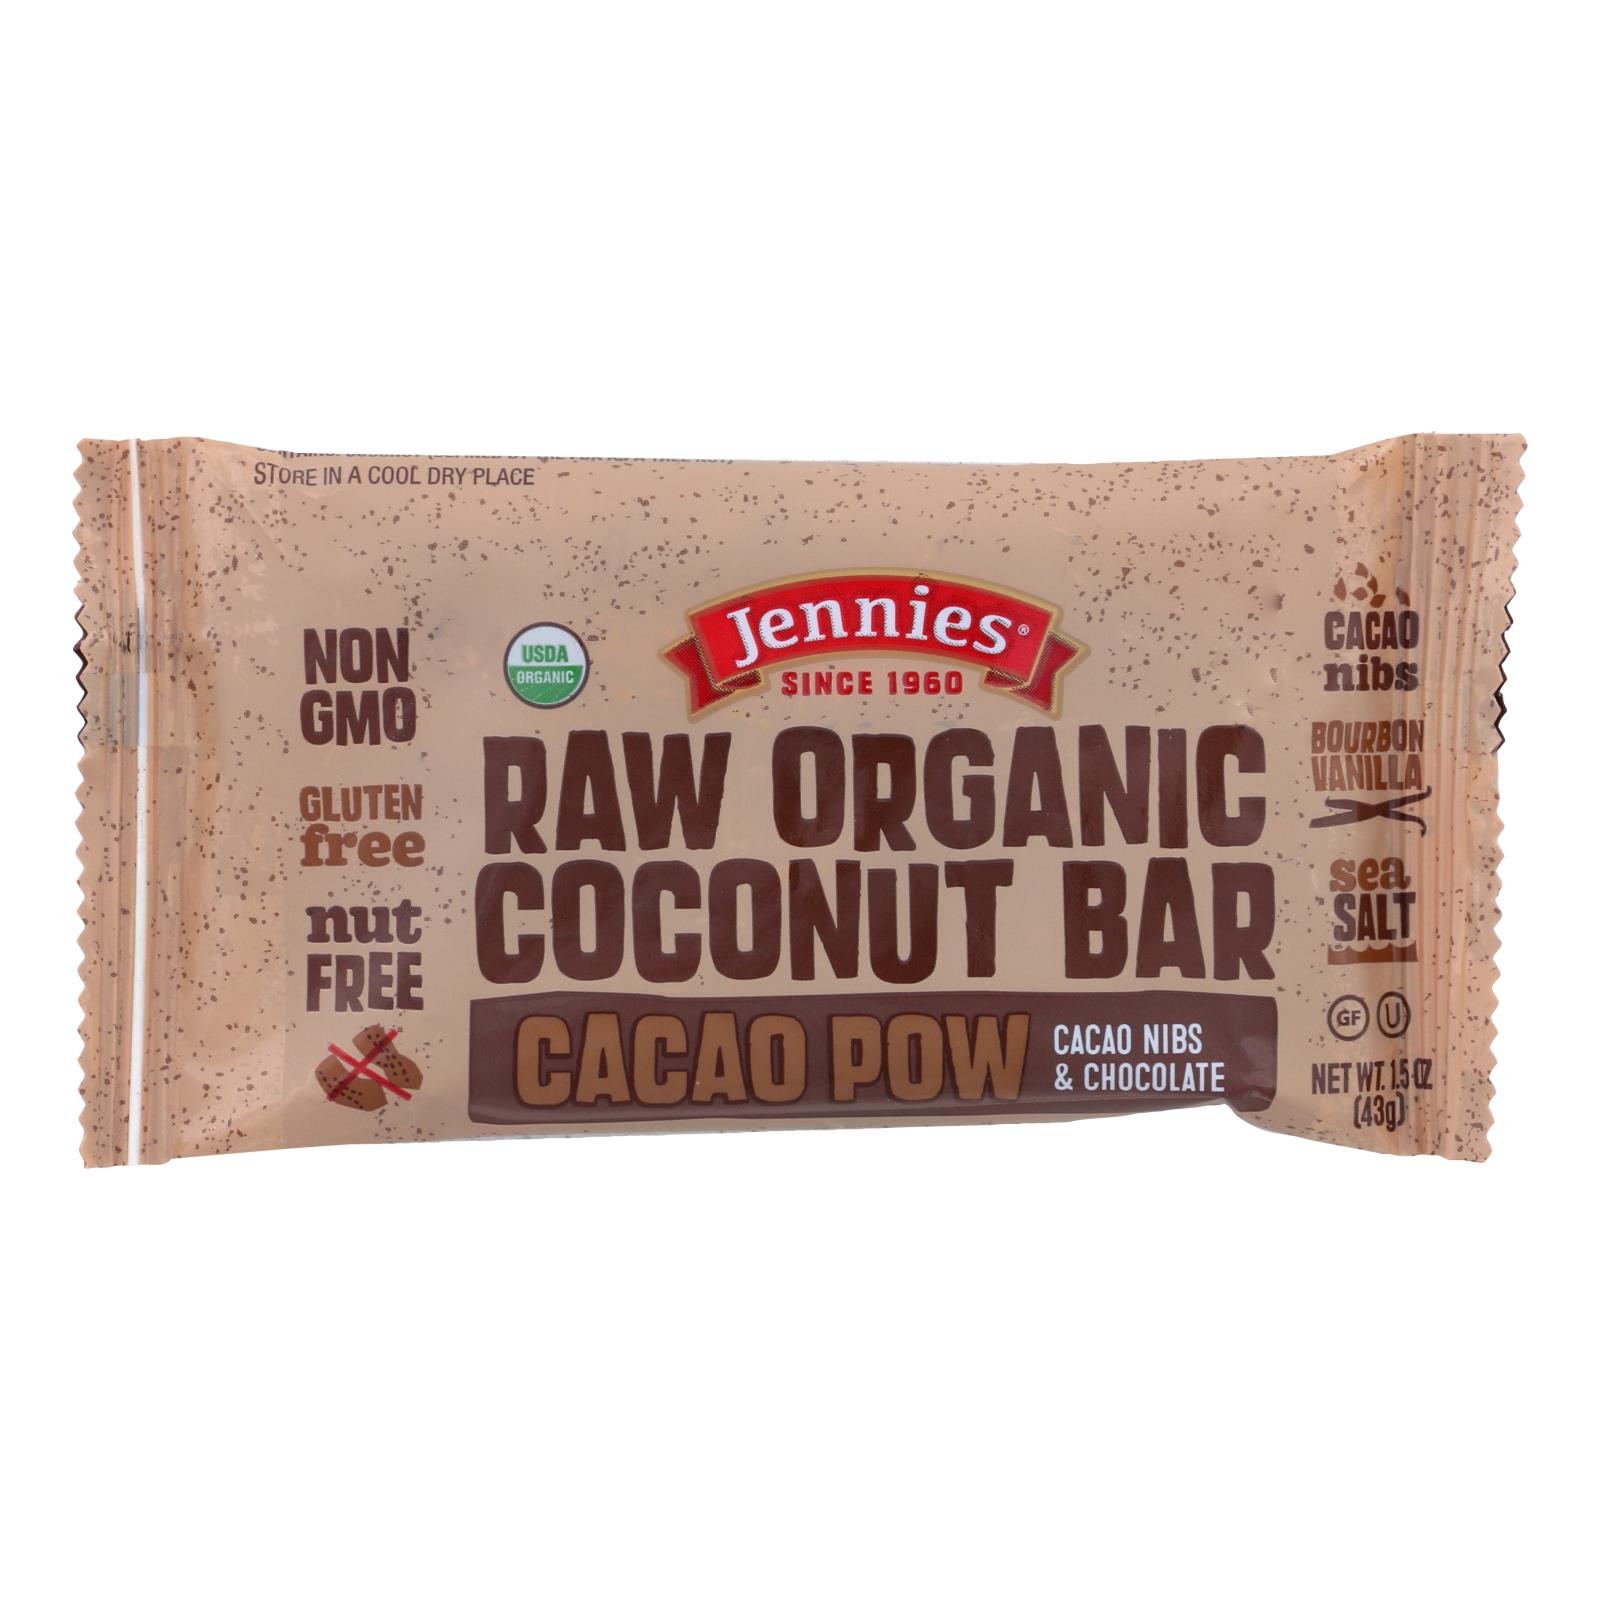 STORE IN A COOL DRY PLACE
NON
GMO
GLUTEN
free
nut
FREE
USDA
ORGANIC
Jennies®
SINCE 1960
RAW ORGANIC
COCONUT BAR
CACAO POW
CACAO NIBS
& CHOCOLATE
CACAO
nibs
BOURBON
VANILLA
sea
SALT
GF U
NET WT. 1.5 OZ
(43g)